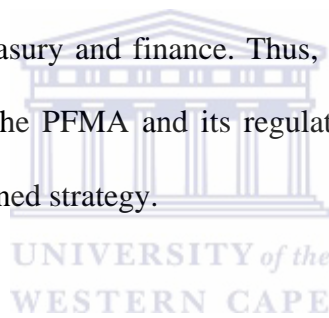 asury and finance. Thus,
he PFMA and its regulat
ned strategy.
UNIVERSITY of the
WESTERN CAPE